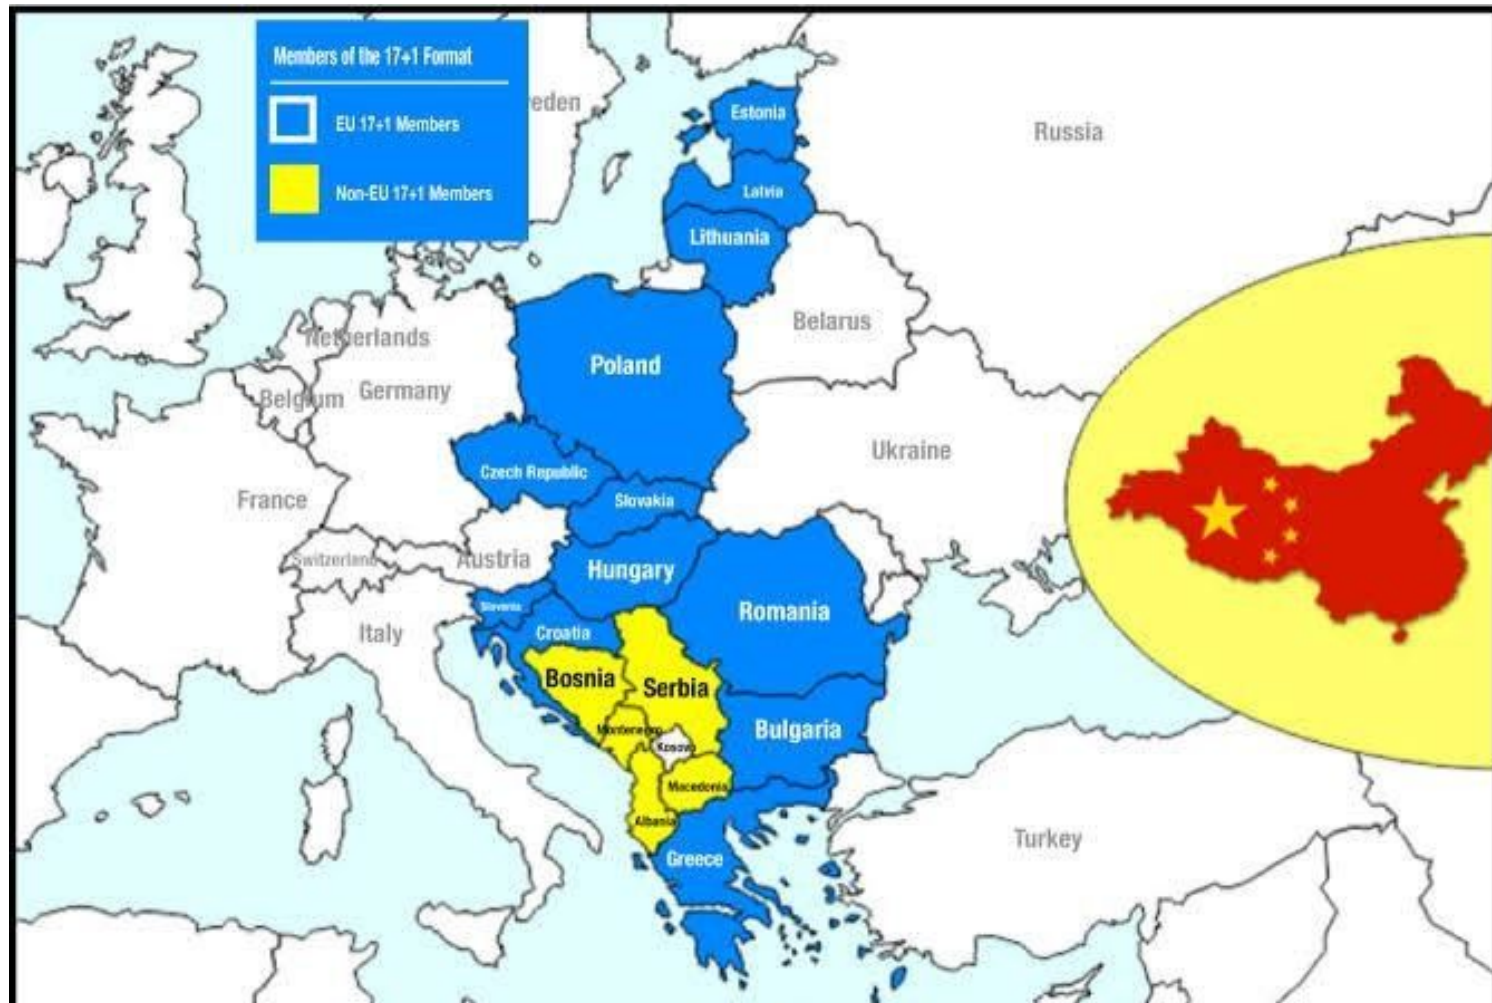 Members of the 17+1 Format
EU 17+1 Members
Non-EU 17+1 Members
eden
Estonia
Russia
Latvia
Lithuania
Belarus
Netherlands
Poland
Belgium
Germany
Ukraine
Czech Republic
Slovakia
France
Switzerland
Austria
Hungary
Slovenia
Romania
Croatia
Italy
Bosnia
Serbia
Montenegro
Bulgaria
Kosovo
Macedonia
Albania
Turkey
Greece